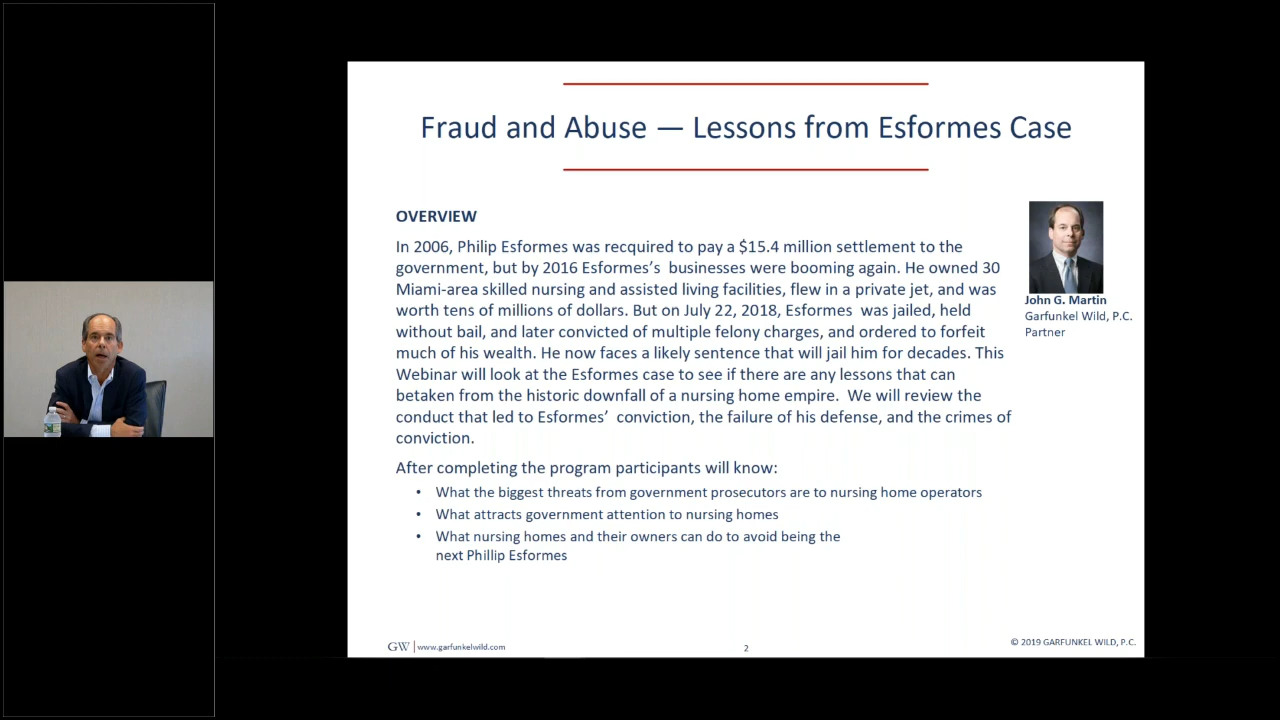 Fraud and Abuse — Lessons from Esformes Case
OVERVIEW
In 2006, Philip Esformes was recquired to pay a $15.4 million settlement to the
government, but by 2016 Esformes’s businesses were booming again. He owned 30
Miami-area skilled nursing and assisted living facilities, flew in a private jet, and was
worth tens of millions of dollars. But on July 22, 2018, Esformes was jailed, held
without bail, and later convicted of multiple felony charges, and ordered to forfeit
much of his wealth. He now faces a likely sentence that will jail him for decades. This
Webinar will look at the Esformes case to see if there are any lessons that can
betaken from the historic downfall of a nursing home empire. We will review the
conduct that led to Esformes’ conviction, the failure of his defense, and the crimes of
conviction.
After completing the program participants will know:
• What the biggest threats from government prosecutors are to nursing home operators
• What attracts government attention to nursing homes
• What nursing homes and their owners can do to avoid being the
next Phillip Esformes
John G. Martin
Garfunkel Wild, P.C.
Partner
GW | www.garfunkelwild.com
2
© 2019 GARFUNKEL WILD, P.C.